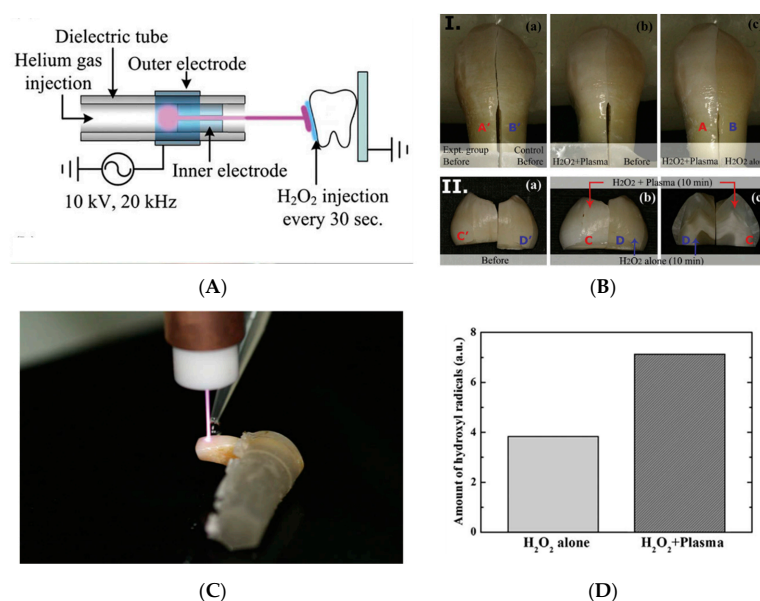 Dielectric tube
Helium gas
injection
Outer electrode
Inner electrode
10 kV, 20 kHz
H₂O₂ injection
every 30 sec.
(A)
I.
(a)
(b)
(c
A'
B'
A
B
Expt. group
Before
Control
Before
H2O2+Plasma
Before
H2O2+Plasma
H2O2 alo
II.
(a)
H2O2 + Plasma (10 min)
(b)
(c
C'
D'
C
D
D
C
Before
H2O2 alone (10 min)
(B)
(C)
Amount of hydroxyl radicals (a.u.)
8
6
4
2
0
H₂O₂ alone
H₂O₂+Plasma
(D)